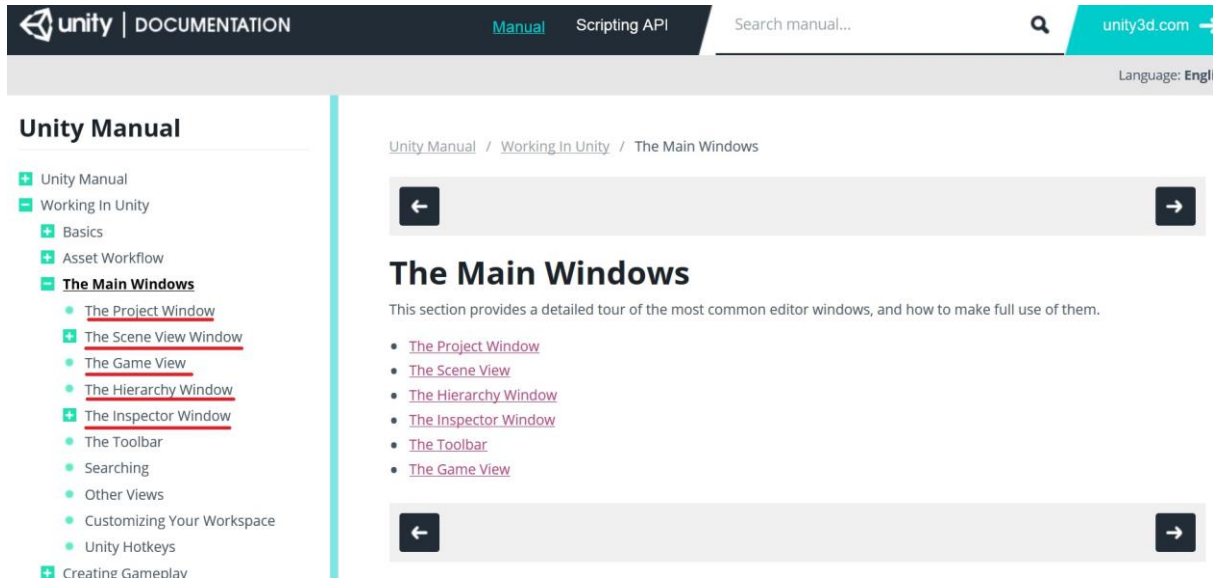 unity | DOCUMENTATION
Manual
Scripting API
Search manual...
unity3d.com
Language: Engli
Unity Manual
Unity Manual
Working In Unity
Basics
Asset Workflow
The Main Windows
The Project Window
The Scene View Window
The Game View
The Hierarchy Window
The Inspector Window
The Toolbar
Searching
Other Views
Customizing Your Workspace
Unity Hotkeys
Creating Gameplay
Unity Manual / Working In Unity / The Main Windows
The Main Windows
This section provides a detailed tour of the most common editor windows, and how to make full use of them.
The Project Window
The Scene View
The Hierarchy Window
The Inspector Window
The Toolbar
The Game View